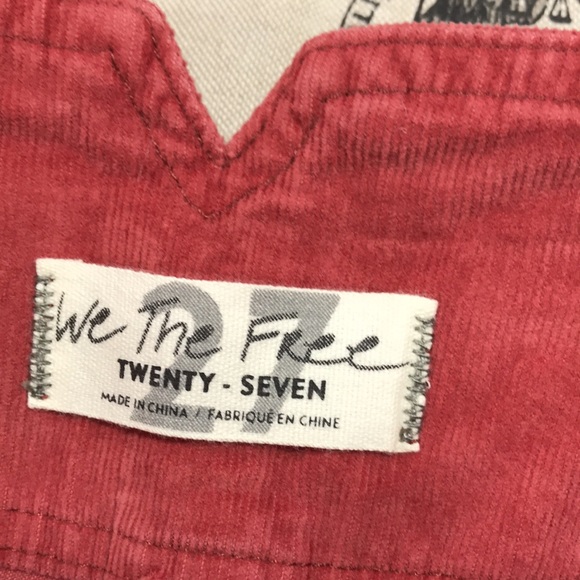 We The Free
27
TWENTY - SEVEN
MADE IN CHINA / FABRIQUÉ EN CHINE